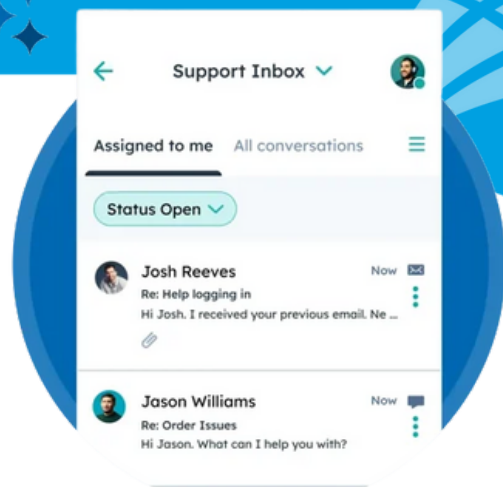 Support Inbox
Assigned to me All conversations
Status Open
Josh Reeves Now
Re: Help logging in
Hi Josh. I received your previous email. Ne ...
Jason Williams Now
Re: Order Issues
Hi Jason. What can I help you with?